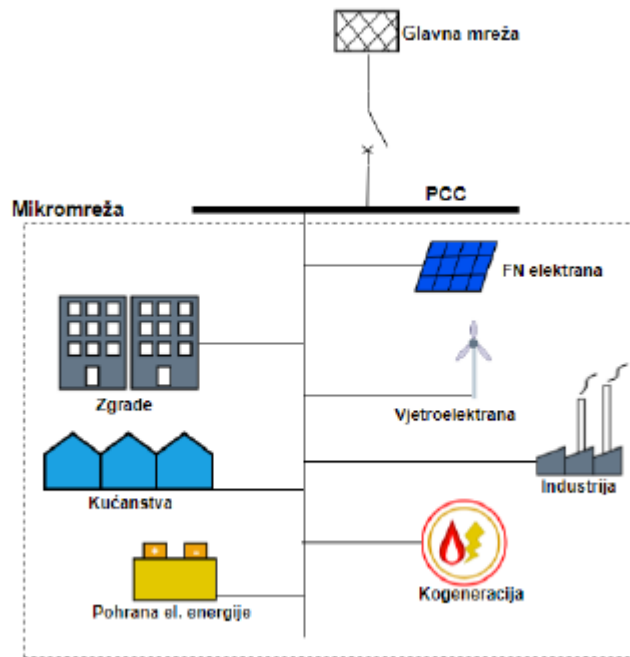 Glavna mreža
PCC
Mikromreža
FN elektrana
Zgrade
Vjetroelektrana
Industrija
Kućanstva
Kogeneracija
Pohrana el. energije